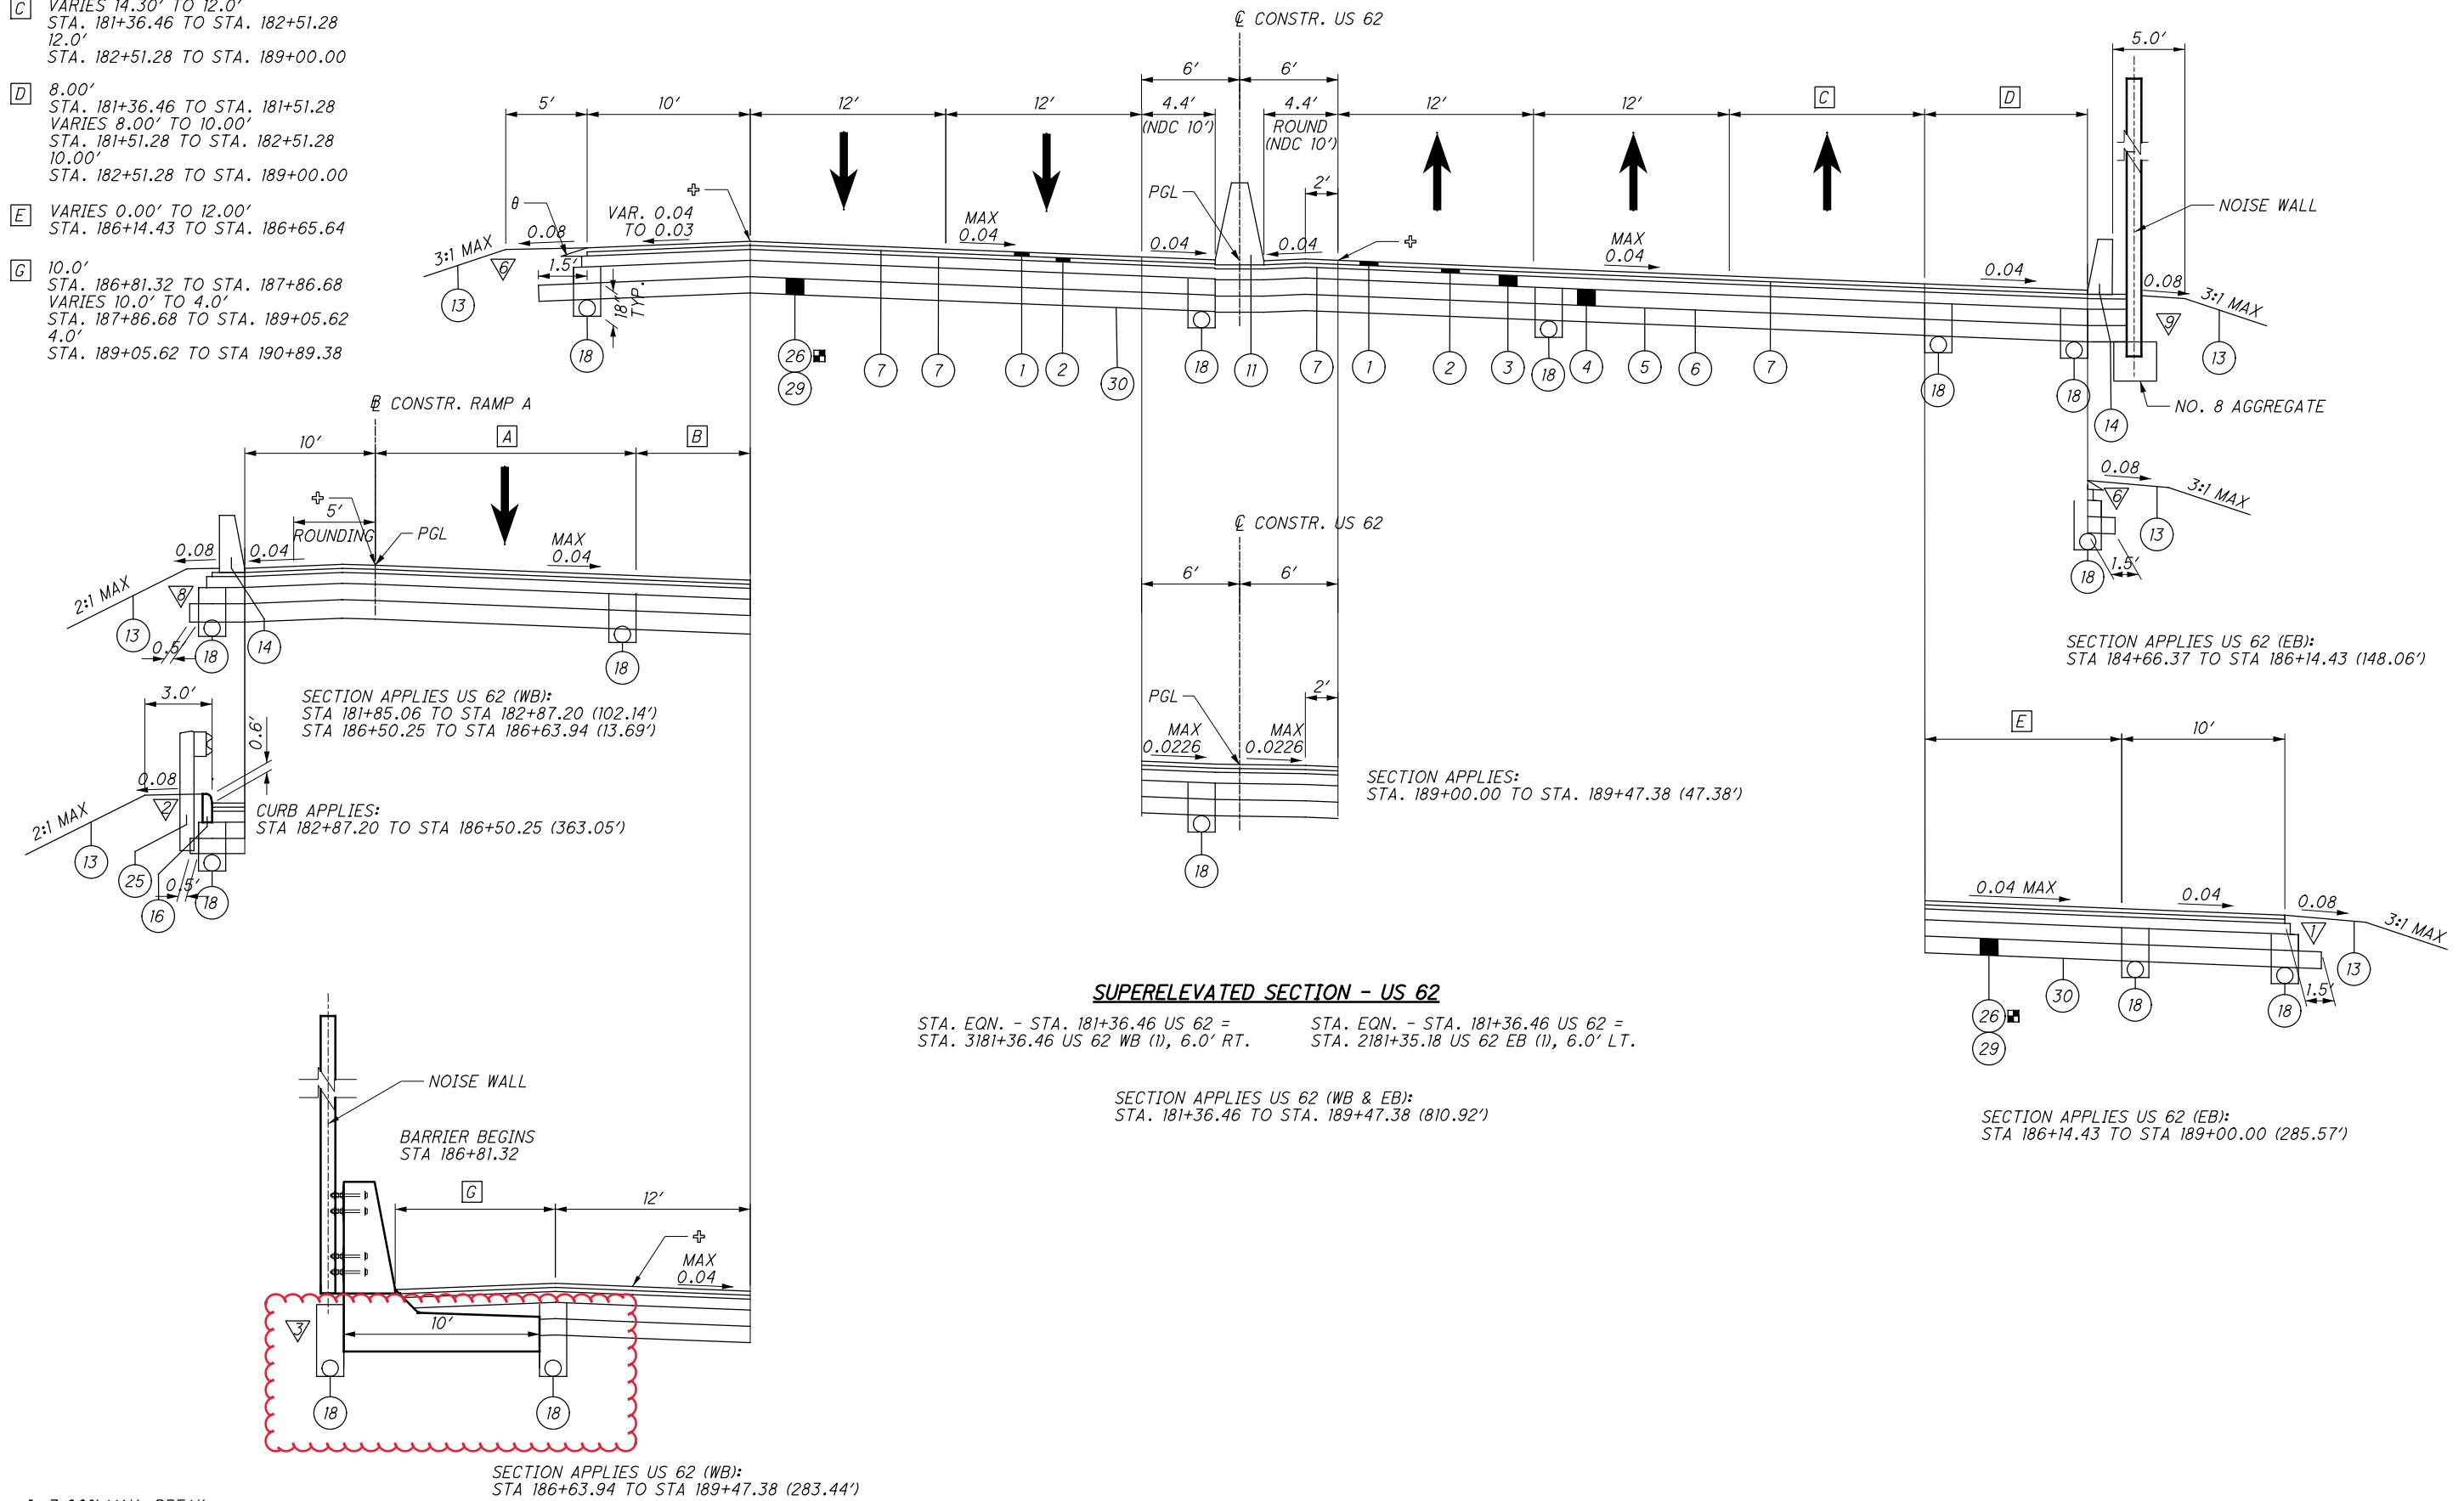 C VARIES 14.30' TO 12.0'
STA. 181+36.46 TO STA. 182+51.28
12.0'
STA. 182+51.28 TO STA. 189+00.00
D 8.00'
STA. 181+36.46 TO STA. 181+51.28
VARIES 8.00' TO 10.00'
STA. 181+51.28 TO STA. 182+51.28
10.00'
STA. 182+51.28 TO STA. 189+00.00
E VARIES 0.00' TO 12.00'
STA. 186+14.43 TO STA. 186+65.64
G 10.0'
STA. 186+81.32 TO STA. 187+86.68
VARIES 10.0' TO 4.0'
STA. 187+86.68 TO STA. 189+05.62
4.0'
STA. 189+05.62 TO STA 190+89.38
℄ CONSTR. US 62
5.0'
6' 6'
5' 10' 12' 12' 4.4' 4.4' 12' 12' C D
(NDC 10') ROUND
(NDC 10')
2'
PGL
NOISE WALL
θ
VAR. 0.04
TO 0.03
MAX
0.04
MAX
0.04
3:1 MAX 0.08 0.04 0.04 0.04 0.08 3:1 MAX
6 1.5' 18" TYP. 9
13 18 26 29 7 7 1 2 30 18 11 7 1 2 3 18 4 5 6 7 18 18 14 13
NO. 8 AGGREGATE
B CONSTR. RAMP A
10' A B
5'
ROUNDING
PGL
MAX
0.04
0.08 0.04
2:1 MAX
8
13 0.5' 18 14 18
SECTION APPLIES US 62 (WB):
STA 181+85.06 TO STA 182+87.20 (102.14')
STA 186+50.25 TO STA 186+63.94 (13.69')
0.08
3:1 MAX
6
13
18 1.5'
SECTION APPLIES US 62 (EB):
STA 184+66.37 TO STA 186+14.43 (148.06')
3.0'
0.6'
0.08
2:1 MAX
2
13 25 16 0.5' 18
CURB APPLIES:
STA 182+87.20 TO STA 186+50.25 (363.05')
℄ CONSTR. US 62
6' 6'
2'
PGL
MAX
0.0226
MAX
0.0226
18
SECTION APPLIES:
STA. 189+00.00 TO STA. 189+47.38 (47.38')
E 10'
0.04 MAX 0.04 0.08
3:1 MAX
1
13
26 29 30 18 18 1.5'
SECTION APPLIES US 62 (EB):
STA 186+14.43 TO STA 189+00.00 (285.57')
SUPERELEVATED SECTION - US 62
STA. EQN. - STA. 181+36.46 US 62 =
STA. 3181+36.46 US 62 WB (1), 6.0' RT.
STA. EQN. - STA. 181+36.46 US 62 =
STA. 2181+35.18 US 62 EB (1), 6.0' LT.
SECTION APPLIES US 62 (WB & EB):
STA. 181+36.46 TO STA. 189+47.38 (810.92')
NOISE WALL
BARRIER BEGINS
STA 186+81.32
G 12'
MAX
0.04
3 10'
18 18
SECTION APPLIES US 62 (WB):
STA 186+63.94 TO STA 189+47.38 (283.44')